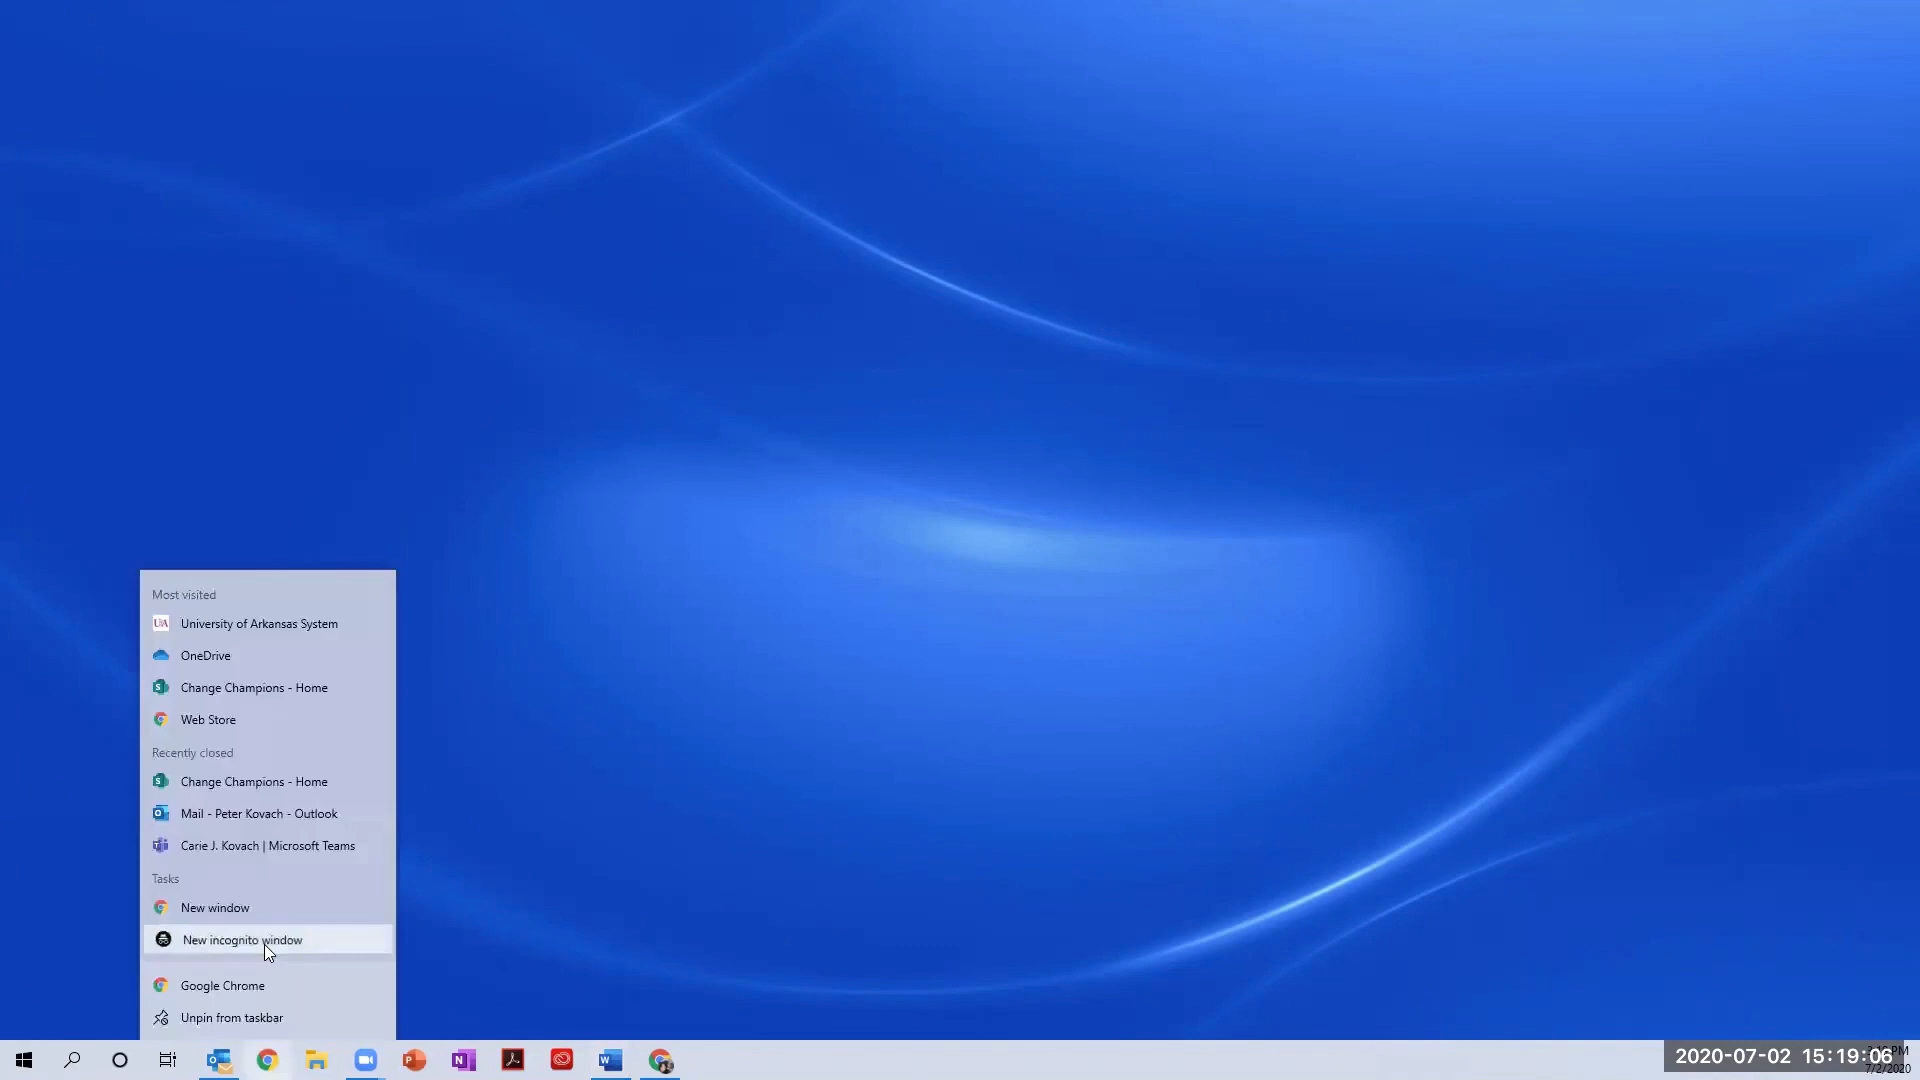 Most visited
University of Arkansas System
OneDrive
Change Champions - Home
Web Store
Recently closed
Change Champions - Home
Mail - Peter Kovach - Outlook
Carie J. Kovach | Microsoft Teams
Tasks
New window
New incognito window
Google Chrome
Unpin from taskbar
2020-07-02 15:19:06
7/2/2020